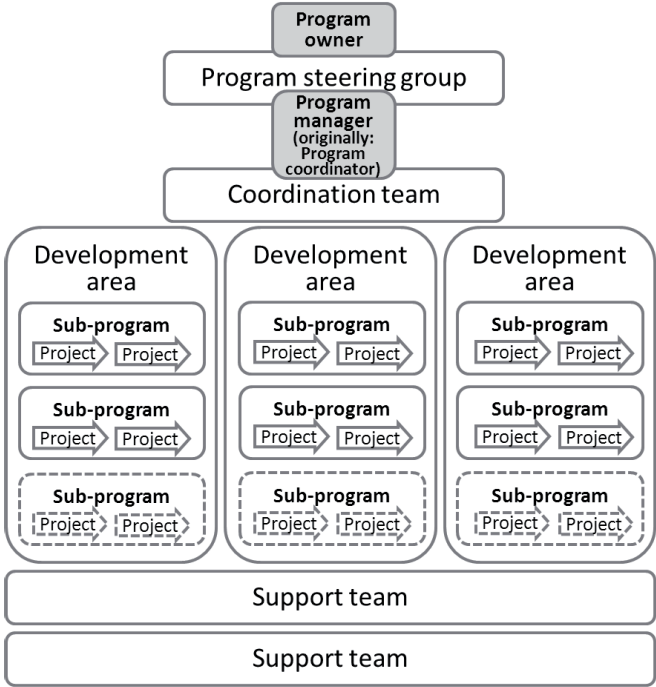 Program
owner
Program steering group
Program
manager
(originally:
Program
coordinator)
Coordination team
Development
area
Sub-program
Project Project
Sub-program
Project Project
Sub-program
Project Project
Development
area
Sub-program
Project Project
Sub-program
Project Project
Sub-program
Project Project
Development
area
Sub-program
Project Project
Sub-program
Project Project
Sub-program
Project Project
Support team
Support team